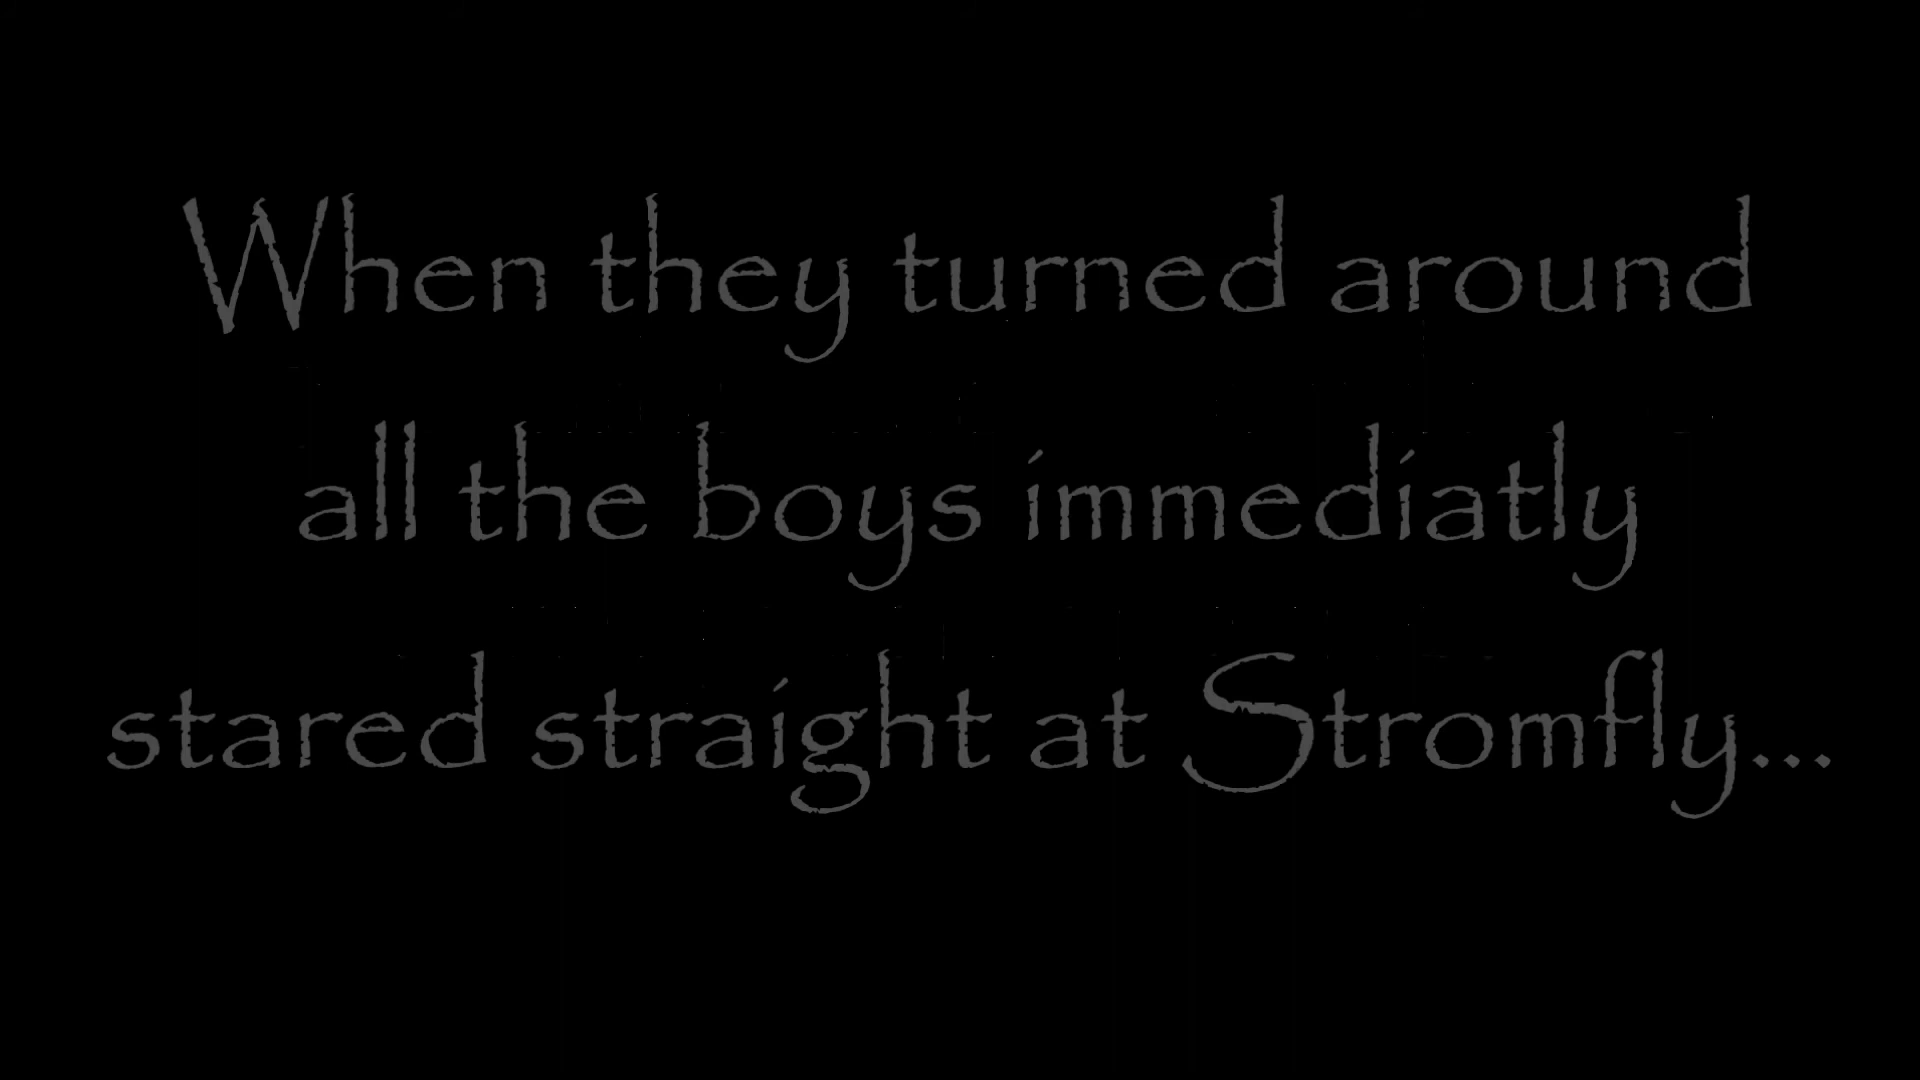 When they turned around
all the boys immediatly
stared straight at Stromfly...